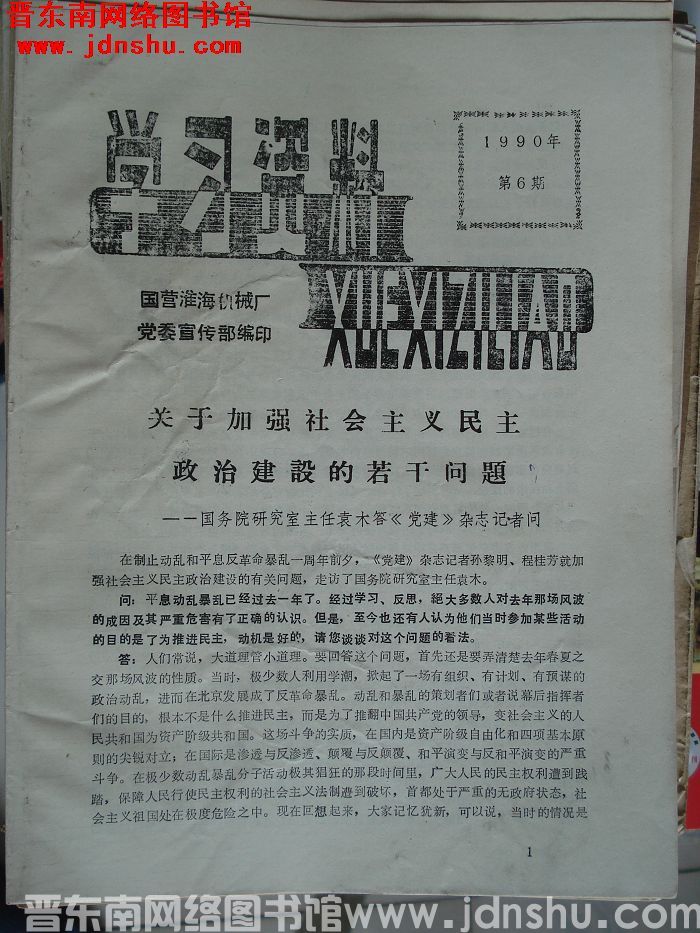 晋东南网络图书馆
www.jdnshu.com
学习资料
1990年
第6期
国营淮海机械厂
党委宣传部编印
XUEXIZILIAO
关于加强社会主义民主
政治建設的若干问題
——国务院研究室主任袁木答《党建》杂志记者问
在制止动乱和平息反革命暴乱一周年前夕，《党建》杂志记者孙黎明、程桂芳就加
强社会主义民主政治建设的有关问题，走访了国务院研究室主任袁木。
问：平息动乱暴乱已经过去一年了。经过学习、反思，絕大多数人对去年那场风波
的成因及其严重危害有了正确的认识。但是，至今也还有人认为他们当时参加某些活动
的目的是了为推进民主，动机是好的，请您谈谈对这个问题的看法。
答：人们常说，大道理管小道理。要回答这个问题，首先还是要弄清楚去年春夏之
交那场风波的性质。当时，极少数人利用学潮，掀起了一场有组织、有计划、有预谋的
政治动乱，进而在北京发展成了反革命暴乱。动乱和暴乱的策划者们或者说幕后指挥者
们的目的，根本不是什么推进民主，而是为了推翻中国共产党的领导，变社会主义的人
民共和国为资产阶级共和国。这场斗争的实质，在国内是资产阶级自由化和四项基本原
则的尖锐对立；在国际是渗透与反渗透、颠覆与反颠覆、和平演变与反和平演变的严重
斗争。在极少数动乱暴乱分子活动极其猖狂的那段时间里，广大人民的民主权利遭到践
踏，保障人民行使民主权利的社会主义法制遭到破坏，首都处于严重的无政府状态，社
会主义祖国处在极度危险之中。现在回想起来，大家记忆犹新，可以说，当时的情况是
1
晋东南网络图书馆www.jdnshu.com